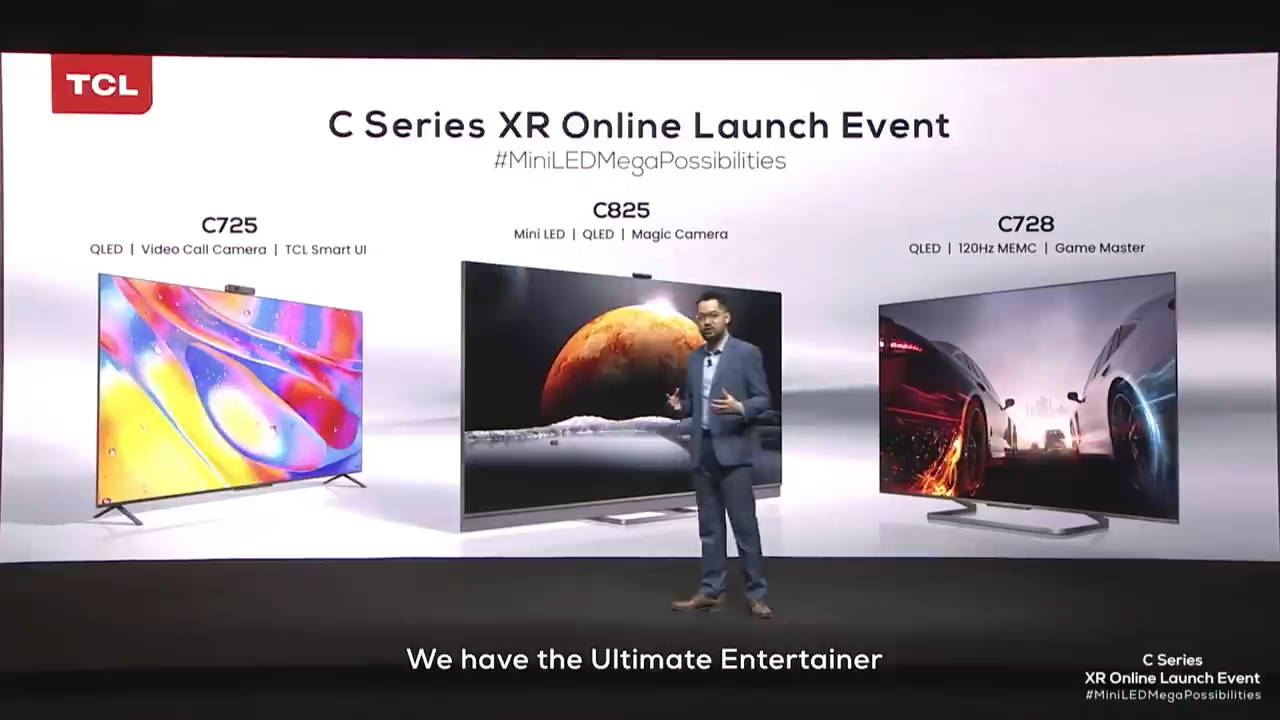 TCL
C Series XR Online Launch Event
#MiniLEDMegaPossibilities
C725
QLED | Video Call Camera | TCL Smart UI
C825
Mini LED | QLED | Magic Camera
C728
QLED | 120Hz MEMC | Game Master
We have the Ultimate Entertainer
C Series
XR Online Launch Event
#MiniLEDMegaPossibilities